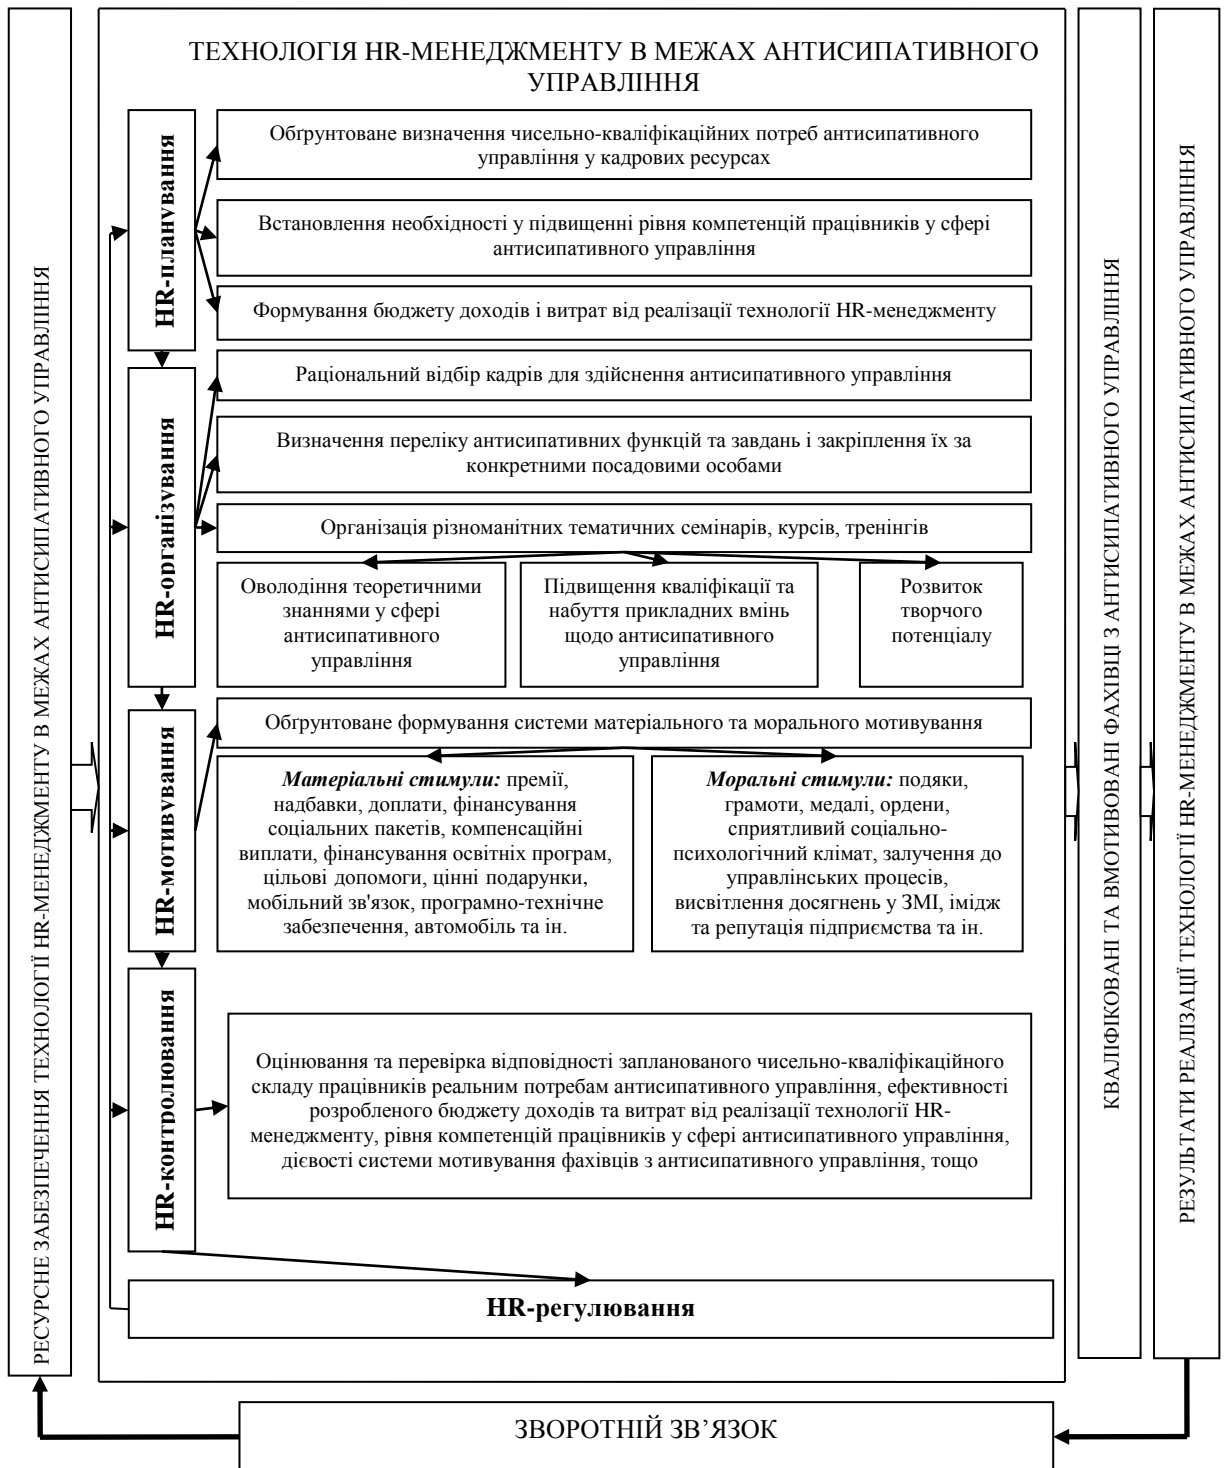 РЕСУРСНЕ ЗАБЕЗПЕЧЕННЯ ТЕХНОЛОГІЇ HR-МЕНЕДЖМЕНТУ В МЕЖАХ АНТИСИПАТИВНОГО УПРАВЛІННЯ
ТЕХНОЛОГІЯ HR-МЕНЕДЖМЕНТУ В МЕЖАХ АНТИСИПАТИВНОГО
УПРАВЛІННЯ
HR-планування
Обґрунтоване визначення чисельно-кваліфікаційних потреб антисипативного
управління у кадрових ресурсах
Встановлення необхідності у підвищенні рівня компетенцій працівників у сфері
антисипативного управління
Формування бюджету доходів і витрат від реалізації технології HR-менеджменту
HR-організування
Раціональний відбір кадрів для здійснення антисипативного управління
Визначення переліку антисипативних функцій та завдань і закріплення їх за
конкретними посадовими особами
Організація різноманітних тематичних семінарів, курсів, тренінгів
Оволодіння теоретичними
знаннями у сфері
антисипативного
управління
Підвищення кваліфікації та
набуття прикладних вмінь
щодо антисипативного
управління
Розвиток
творчого
потенціалу
HR-мотивування
Обґрунтоване формування системи матеріального та морального мотивування
Матеріальні стимули: премії,
надбавки, доплати, фінансування
соціальних пакетів, компенсаційні
виплати, фінансування освітніх програм,
цільові допомоги, цінні подарунки,
мобільний зв'язок, програмно-технічне
забезпечення, автомобіль та ін.
Моральні стимули: подяки,
грамоти, медалі, ордени,
сприятливий соціально-
психологічний клімат, залучення до
управлінських процесів,
висвітлення досягнень у ЗМІ, імідж
та репутація підприємства та ін.
HR-контролювання
Оцінювання та перевірка відповідності запланованого чисельно-кваліфікаційного
складу працівників реальним потребам антисипативного управління, ефективності
розробленого бюджету доходів та витрат від реалізації технології HR-
менеджменту, рівня компетенцій працівників у сфері антисипативного управління,
дієвості системи мотивування фахівців з антисипативного управління, тощо
HR-регулювання
КВАЛІФІКОВАНІ ТА ВМОТИВОВАНІ ФАХІВЦІ З АНТИСИПАТИВНОГО УПРАВЛІННЯ
РЕЗУЛЬТАТИ РЕАЛІЗАЦІЇ ТЕХНОЛОГІЇ HR-МЕНЕДЖМЕНТУ В МЕЖАХ АНТИСИПАТИВНОГО УПРАВЛІННЯ
ЗВОРОТНІЙ ЗВ’ЯЗОК